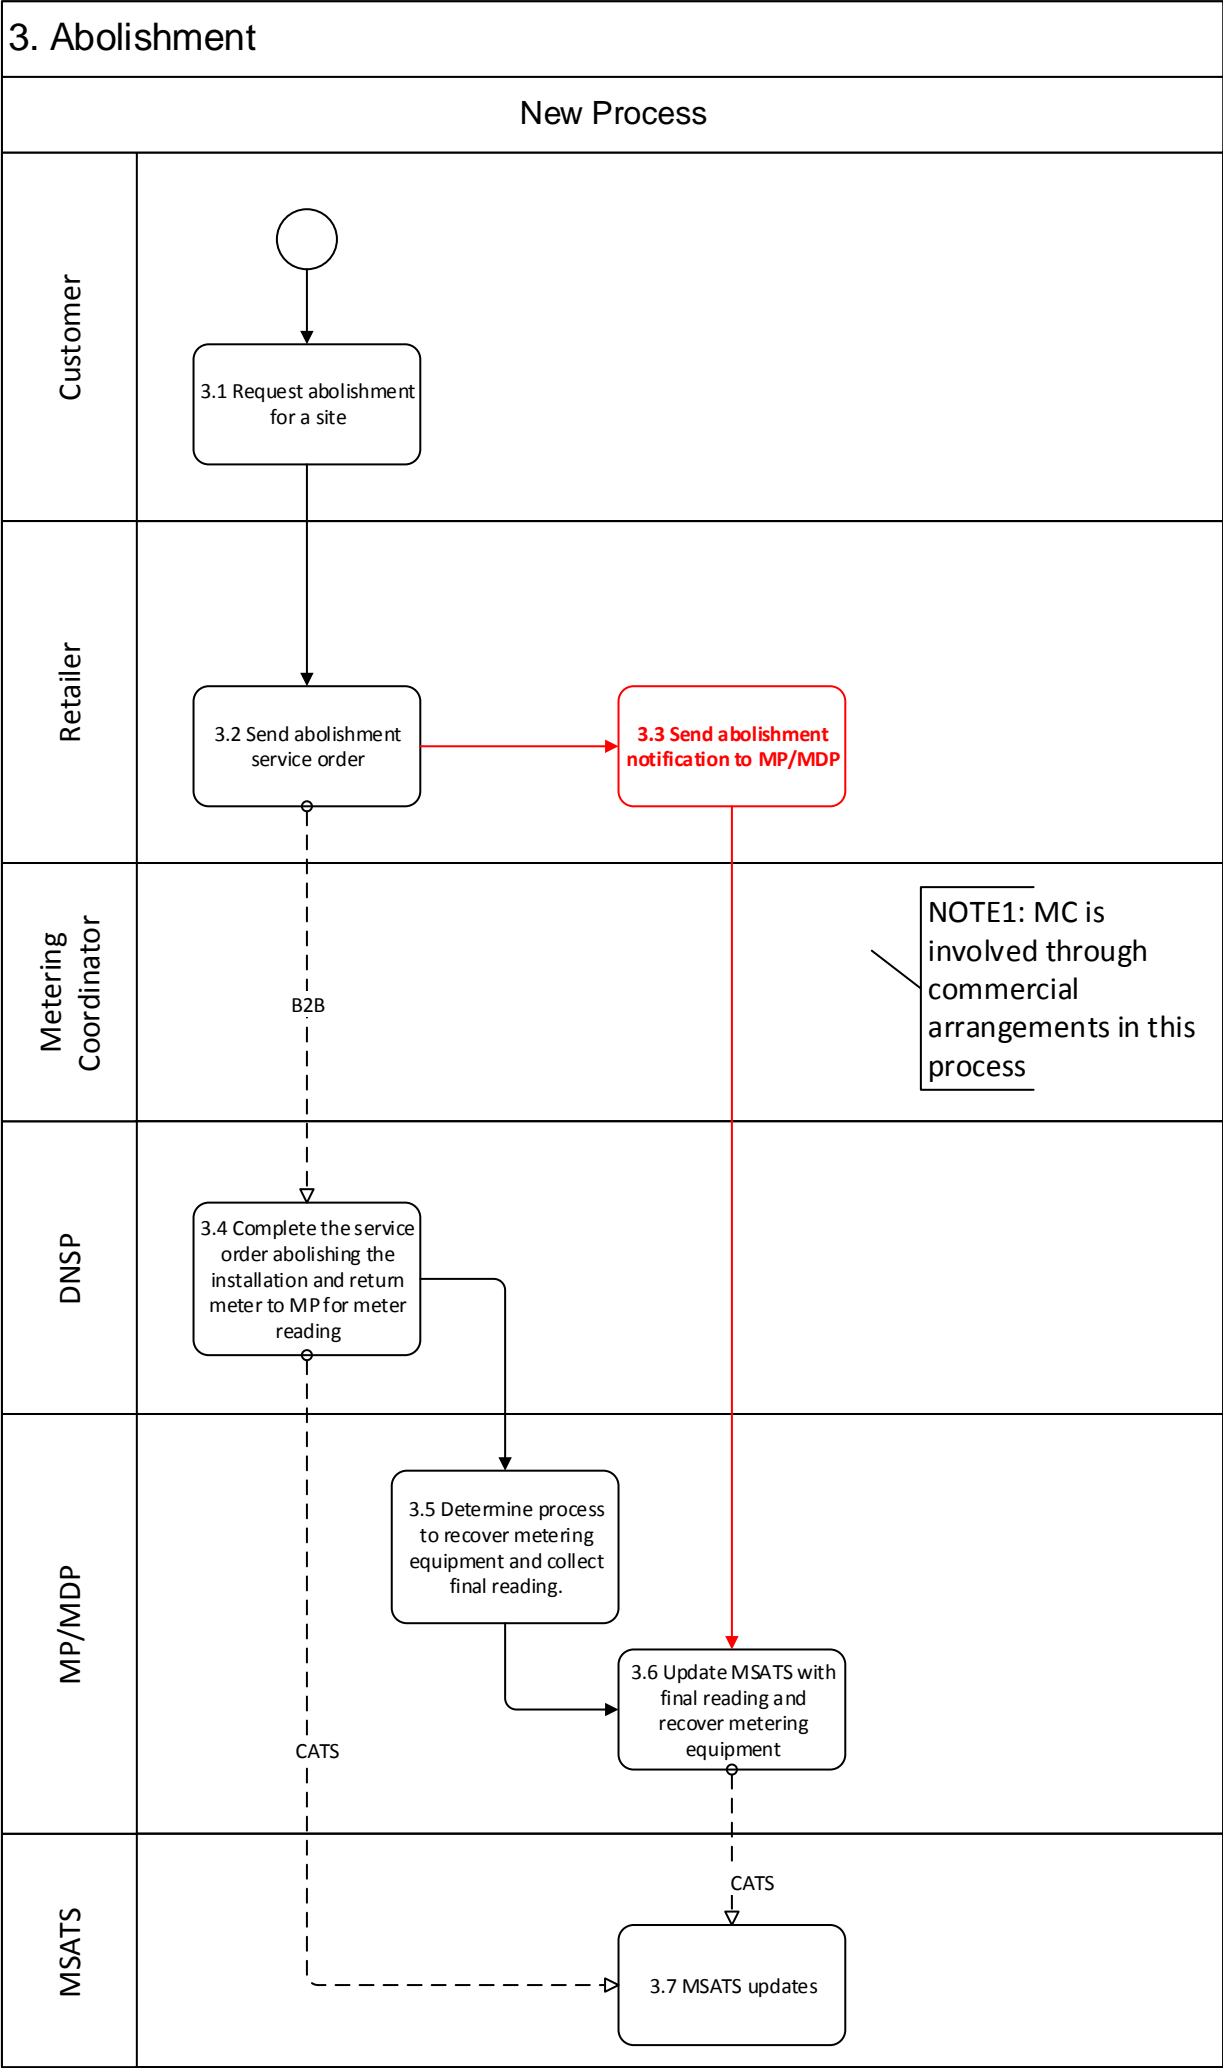 3. Abolishment
New Process
Customer
3.1 Request abolishment
for a site
Retailer
3.2 Send abolishment
service order
3.3 Send abolishment
notification to MP/MDP
Metering
Coordinator
B2B
NOTE1: MC is
involved through
commercial
arrangements in this
process
DNSP
3.4 Complete the service
order abolishing the
installation and return
meter to MP for meter
reading
MP/MDP
3.5 Determine process
to recover metering
equipment and collect
final reading.
3.6 Update MSATS with
final reading and
recover metering
equipment
CATS
MSATS
CATS
3.7 MSATS updates